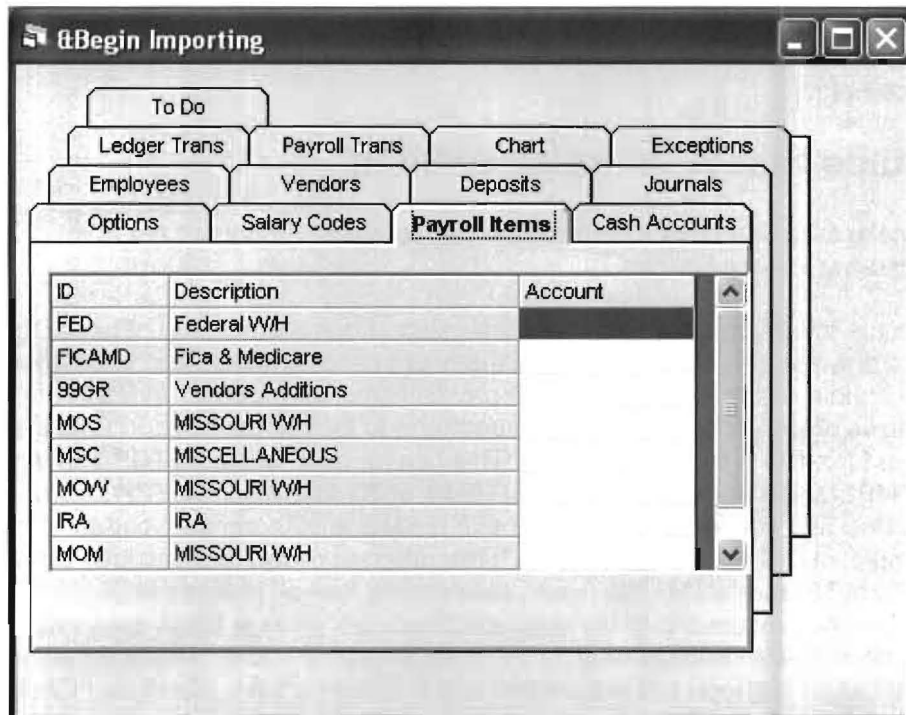 &Begin Importing
To Do
Ledger Trans Payroll Trans Chart Exceptions
Employees Vendors Deposits Journals
Options Salary Codes Payroll Items Cash Accounts
ID Description Account
FED Federal W/H
FICAMD Fica & Medicare
99GR Vendors Additions
MOS MISSOURI W/H
MSC MISCELLANEOUS
MOW MISSOURI W/H
IRA IRA
MOM MISSOURI W/H